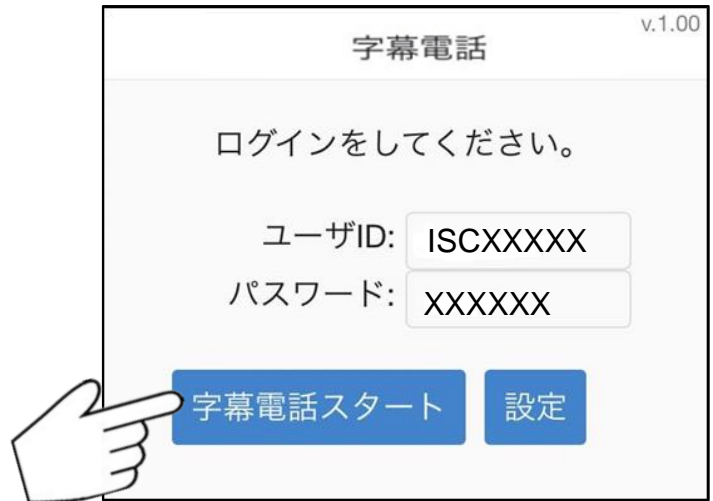 v.1.00
字幕電話
ログインをしてください。
ユーザID: ISCXXXXX
パスワード: XXXXXX
字幕電話スタート 設定